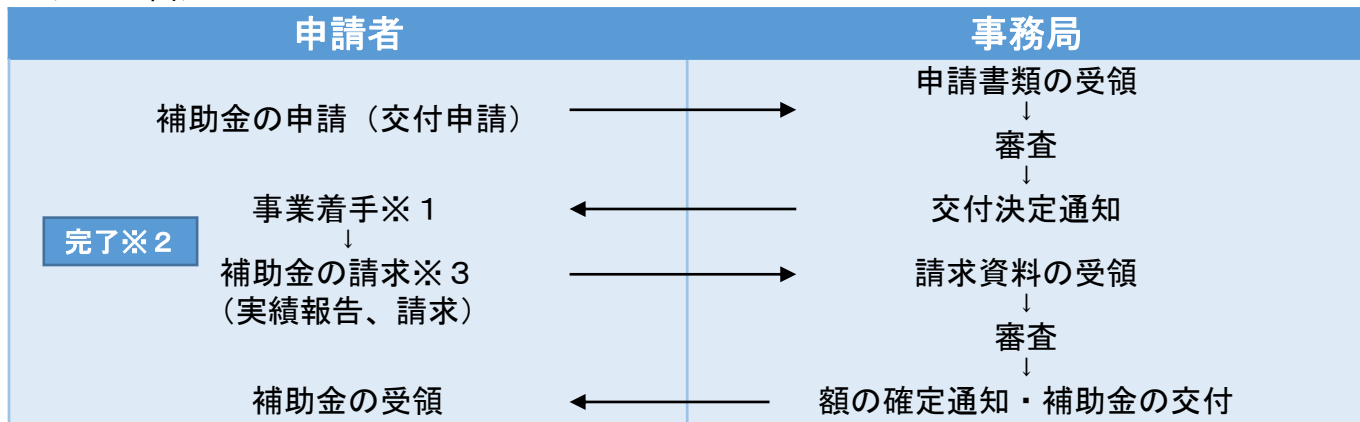 申請者
事務局
申請書類の受領
↓
補助金の申請(交付申請)
審査
↓
事業着手※1
交付決定通知
完了※2
↓
補助金の請求※3
(実績報告、請求)
請求資料の受領
↓
審査
↓
補助金の受領
額の確定通知・補助金の交付